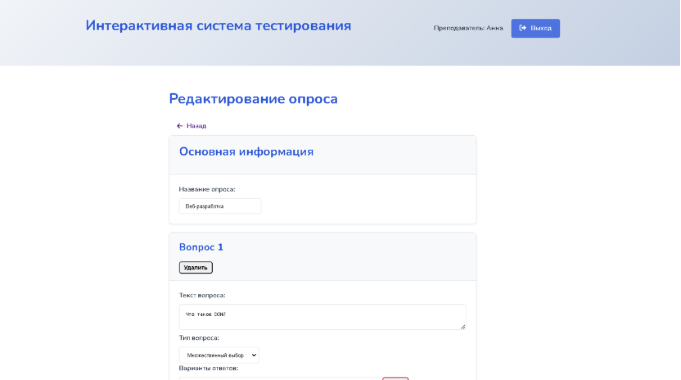 Интерактивная система тестирования
Преподаватель: Анна
Выход
Редактирование опроса
← Назад
Основная информация
Название опроса:
Веб-разработка
Вопрос 1
Удалить
Текст вопроса:
Что такое DOM?
Тип вопроса:
Множественный выбор
Варианты ответов: